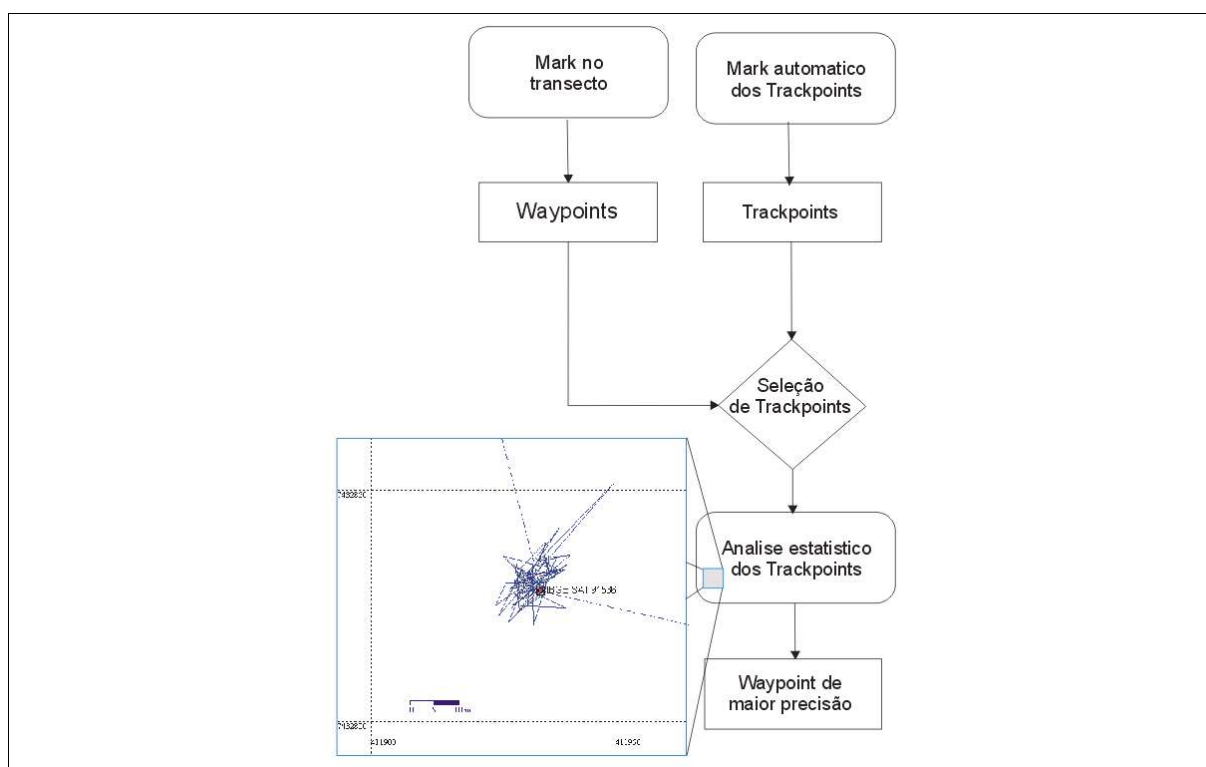 Mark no
transecto
Mark automatico
dos Trackpoints
Waypoints
Trackpoints
Seleção
de Trackpoints
Analise estatistico
dos Trackpoints
Waypoint de
maior precisão
411900
411950